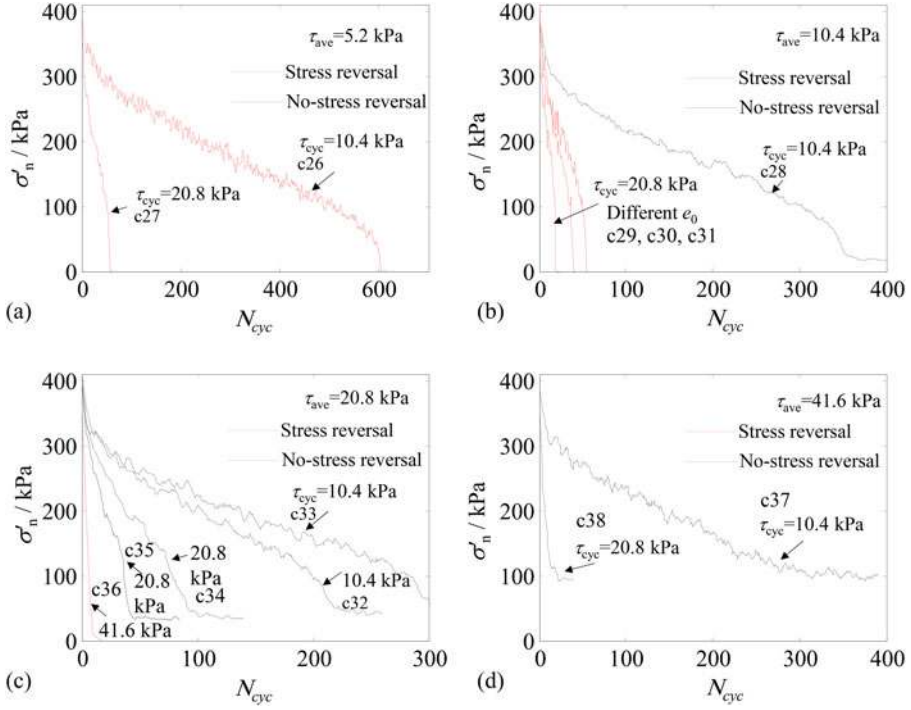 400
τave=5.2 kPa
Stress reversal
300
No-stress reversal
σ′n / kPa
200
τcyc=10.4 kPa
c26
τcyc=20.8 kPa
100
c27
0
0 200 400 600
(a)
Ncyc
400
τave=10.4 kPa
Stress reversal
300
No-stress reversal
σ′n / kPa
200
τcyc=10.4 kPa
c28
τcyc=20.8 kPa
100
Different e0
c29, c30, c31
0
0 100 200 300 400
(b)
Ncyc
400
τave=20.8 kPa
Stress reversal
300
No-stress reversal
σ′n / kPa
τcyc=10.4 kPa
200
c33
c35
20.8
kPa
c34
20.8
kPa
100
10.4 kPa
c32
c36
41.6 kPa
0
0 100 200 300
(c)
Ncyc
400
τave=41.6 kPa
Stress reversal
300
No-stress reversal
σ′n / kPa
200
c37
τcyc=10.4 kPa
c38
τcyc=20.8 kPa
100
0
0 100 200 300 400
(d)
Ncyc